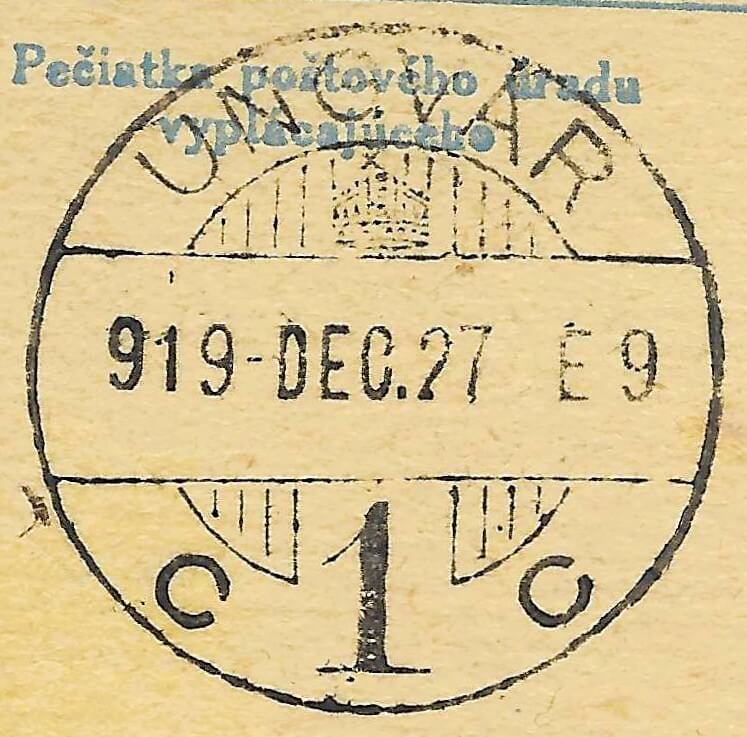 Pečiatka poštového úradu
vyplácajúceho
UNGVÁR
919-DEC.27 E 9
1
C C